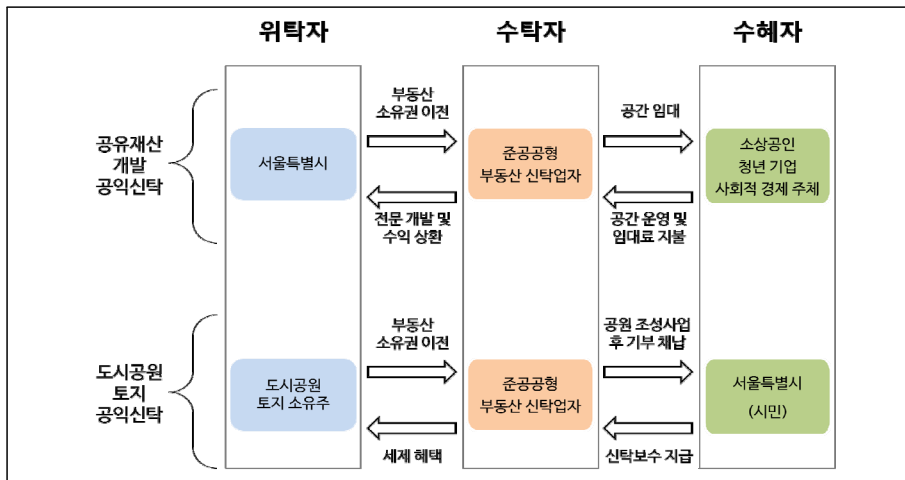 위탁자
수탁자
수혜자
공유재산
개발
공익신탁
서울특별시
부동산
소유권 이전
전문 개발 및
수익 상환
준공공형
부동산 신탁업자
공간 임대
공간 운영 및
임대료 지불
소상공인
청년 기업
사회적 경제 주체
도시공원
토지
공익신탁
도시공원
토지 소유주
부동산
소유권 이전
세제 혜택
준공공형
부동산 신탁업자
공원 조성사업
후 기부 체납
신탁보수 지급
서울특별시
(시민)